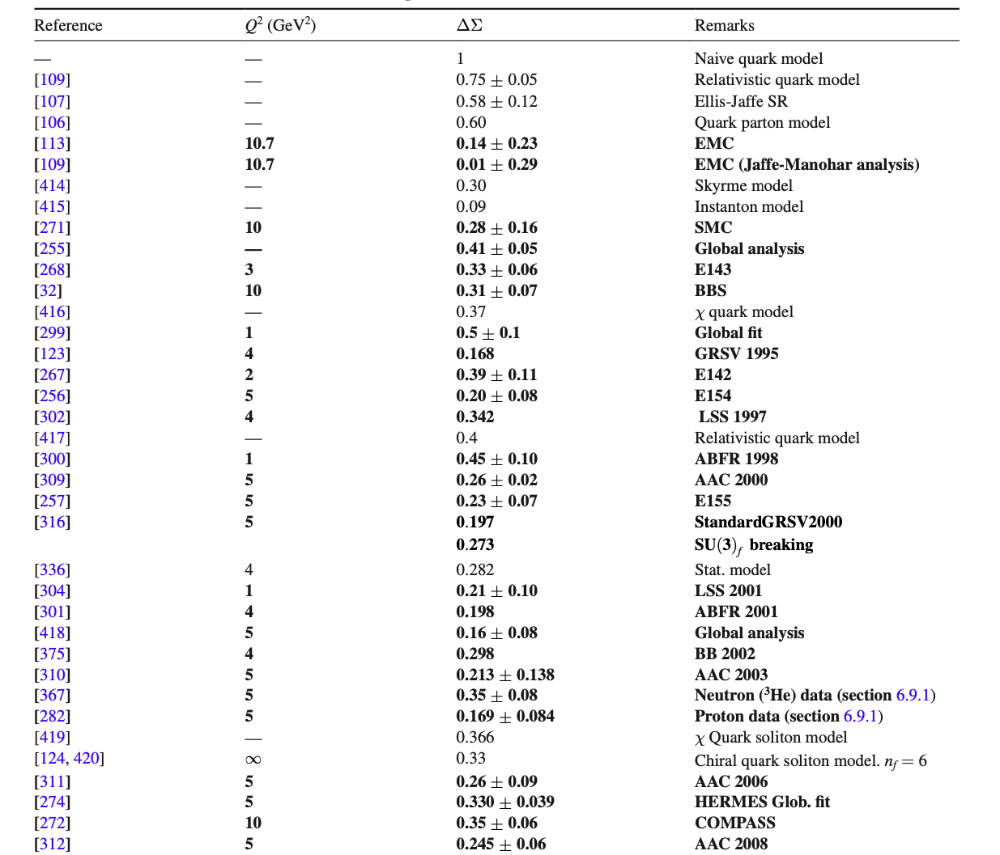 Reference Q² (GeV²) ΔΣ Remarks
— — 1 Naive quark model
[109] — 0.75 ± 0.05 Relativistic quark model
[107] — 0.58 ± 0.12 Ellis-Jaffe SR
[106] — 0.60 Quark parton model
[113] 10.7 0.14 ± 0.23 EMC
[109] 10.7 0.01 ± 0.29 EMC (Jaffe-Manohar analysis)
[414] — 0.30 Skyrme model
[415] — 0.09 Instanton model
[271] 10 0.28 ± 0.16 SMC
[255] — 0.41 ± 0.05 Global analysis
[268] 3 0.33 ± 0.06 E143
[32] 10 0.31 ± 0.07 BBS
[416] — 0.37 χ quark model
[299] 1 0.5 ± 0.1 Global fit
[123] 4 0.168 GRSV 1995
[267] 2 0.39 ± 0.11 E142
[256] 5 0.20 ± 0.08 E154
[302] 4 0.342 LSS 1997
[417] — 0.4 Relativistic quark model
[300] 1 0.45 ± 0.10 ABFR 1998
[309] 5 0.26 ± 0.02 AAC 2000
[257] 5 0.23 ± 0.07 E155
[316] 5 0.197 StandardGRSV2000
0.273 SU(3)f breaking
[336] 4 0.282 Stat. model
[304] 1 0.21 ± 0.10 LSS 2001
[301] 4 0.198 ABFR 2001
[418] 5 0.16 ± 0.08 Global analysis
[375] 4 0.298 BB 2002
[310] 5 0.213 ± 0.138 AAC 2003
[367] 5 0.35 ± 0.08 Neutron (³He) data (section 6.9.1)
[282] 5 0.169 ± 0.084 Proton data (section 6.9.1)
[419] — 0.366 χ Quark soliton model
[124, 420] ∞ 0.33 Chiral quark soliton model. nf = 6
[311] 5 0.26 ± 0.09 AAC 2006
[274] 5 0.330 ± 0.039 HERMES Glob. fit
[272] 10 0.35 ± 0.06 COMPASS
[312] 5 0.245 ± 0.06 AAC 2008